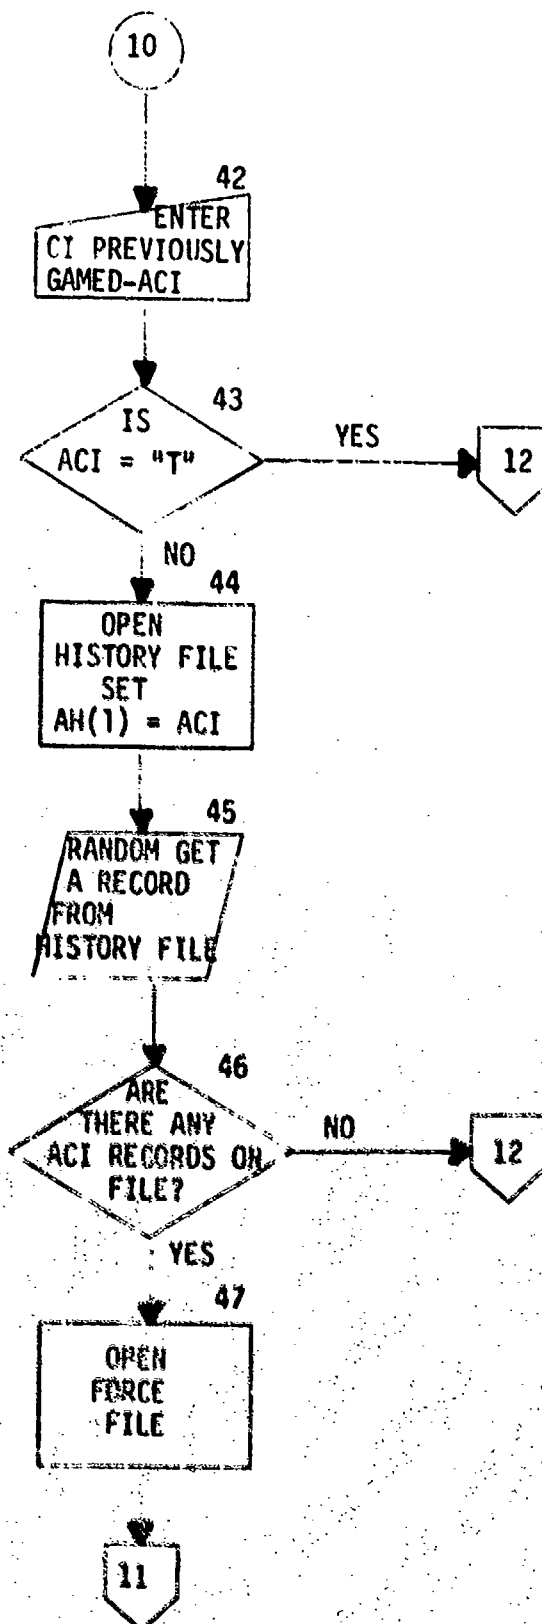 10
42
ENTER
CI PREVIOUSLY
GAMED-ACI
43
IS
ACI = "T"
YES
12
NO
44
OPEN
HISTORY FILE
SET
AH(1) = ACI
45
RANDOM GET
A RECORD
FROM
HISTORY FILE
46
ARE
THERE ANY
ACI RECORDS ON
FILE?
NO
12
YES
47
OPEN
FORCE
FILE
11